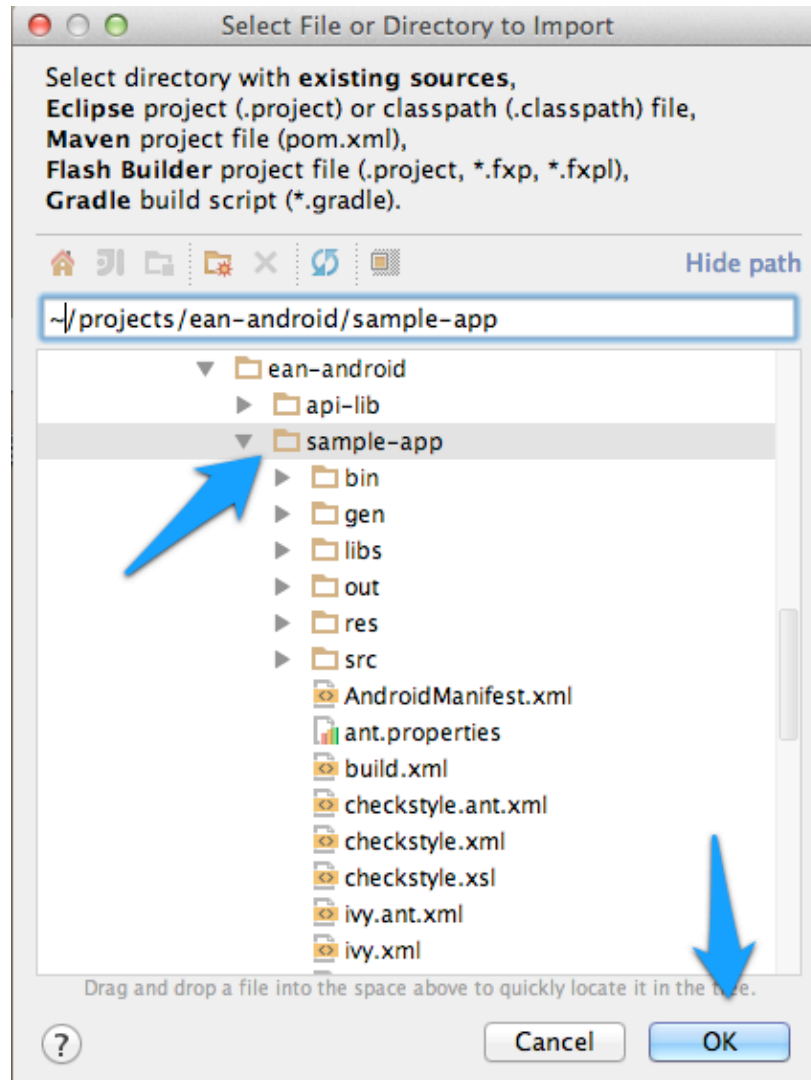 Select File or Directory to Import
Select directory with existing sources,
Eclipse project (.project) or classpath (.classpath) file,
Maven project file (pom.xml),
Flash Builder project file (.project, *.fxp, *.fxpl),
Gradle build script (*.gradle).
Hide path
~/projects/ean-android/sample-app
ean-android
api-lib
sample-app
bin
gen
libs
out
res
src
AndroidManifest.xml
ant.properties
build.xml
checkstyle.ant.xml
checkstyle.xml
checkstyle.xsl
ivy.ant.xml
ivy.xml
Drag and drop a file into the space above to quickly locate it in the tree.
? Cancel OK